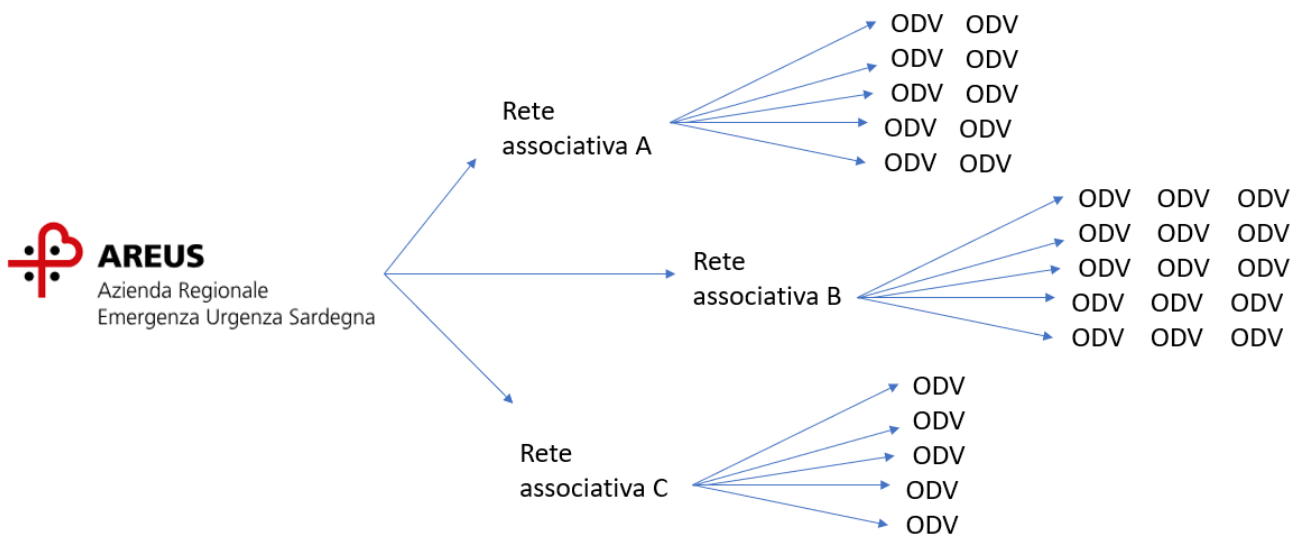 AREUS
Azienda Regionale
Emergenza Urgenza Sardegna
Rete
associativa A
ODV ODV
ODV ODV
ODV ODV
ODV ODV
ODV ODV
Rete
associativa B
ODV ODV ODV
ODV ODV ODV
ODV ODV ODV
ODV ODV ODV
ODV ODV ODV
Rete
associativa C
ODV
ODV
ODV
ODV
ODV